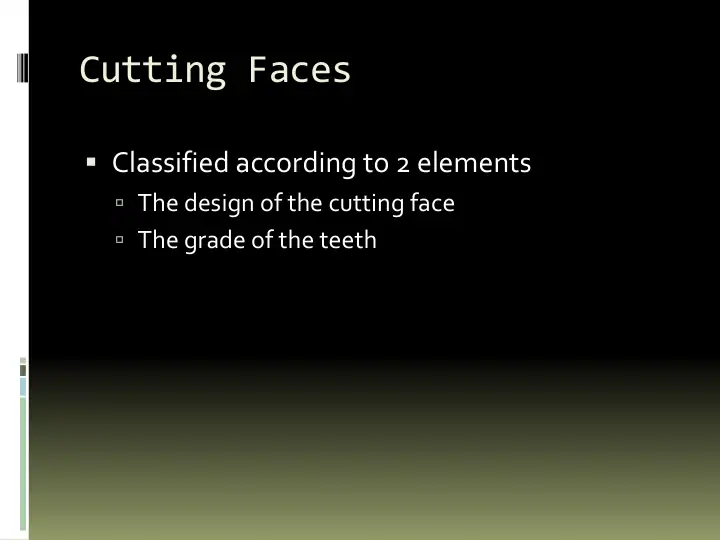 Cutting Faces
▪ Classified according to 2 elements
▫ The design of the cutting face
▫ The grade of the teeth